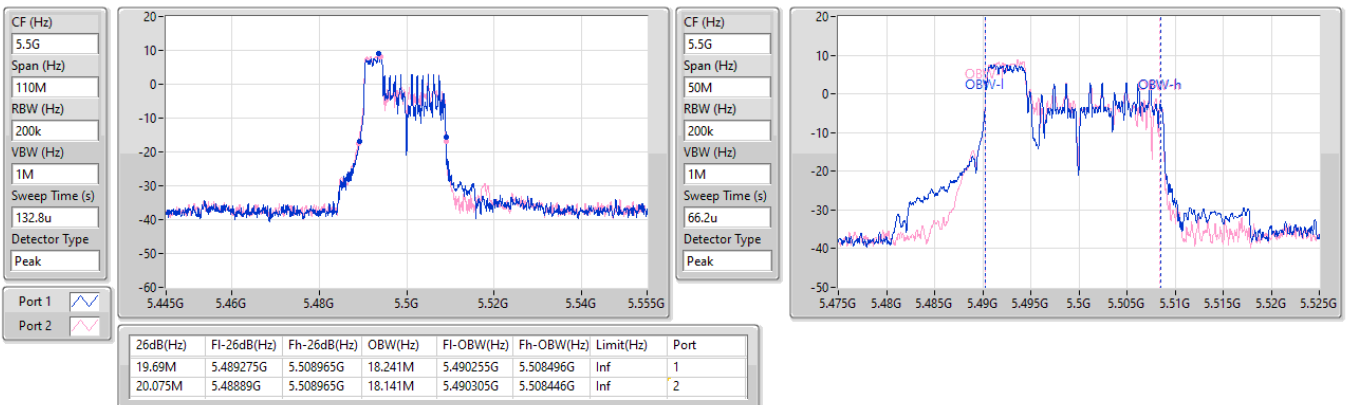 CF (Hz)
5.5G
Span (Hz)
110M
RBW (Hz)
200k
VBW (Hz)
1M
Sweep Time (s)
132.8u
Detector Type
Peak
Port 1
Port 2
20
10
0
-10
-20
-30
-40
-50
-60
5.445G 5.46G 5.48G 5.5G 5.52G 5.54G 5.555G
CF (Hz)
5.5G
Span (Hz)
50M
RBW (Hz)
200k
VBW (Hz)
1M
Sweep Time (s)
66.2u
Detector Type
Peak
20
10
0
-10
-20
-30
-40
-50
OBW-l OBW-h
5.475G 5.48G 5.485G 5.49G 5.495G 5.5G 5.505G 5.51G 5.515G 5.52G 5.525G
26dB(Hz) Fl-26dB(Hz) Fh-26dB(Hz) OBW(Hz) Fl-OBW(Hz) Fh-OBW(Hz) Limit(Hz) Port
19.69M 5.489275G 5.508965G 18.241M 5.490255G 5.508496G Inf 1
20.075M 5.48889G 5.508965G 18.141M 5.490305G 5.508446G Inf 2